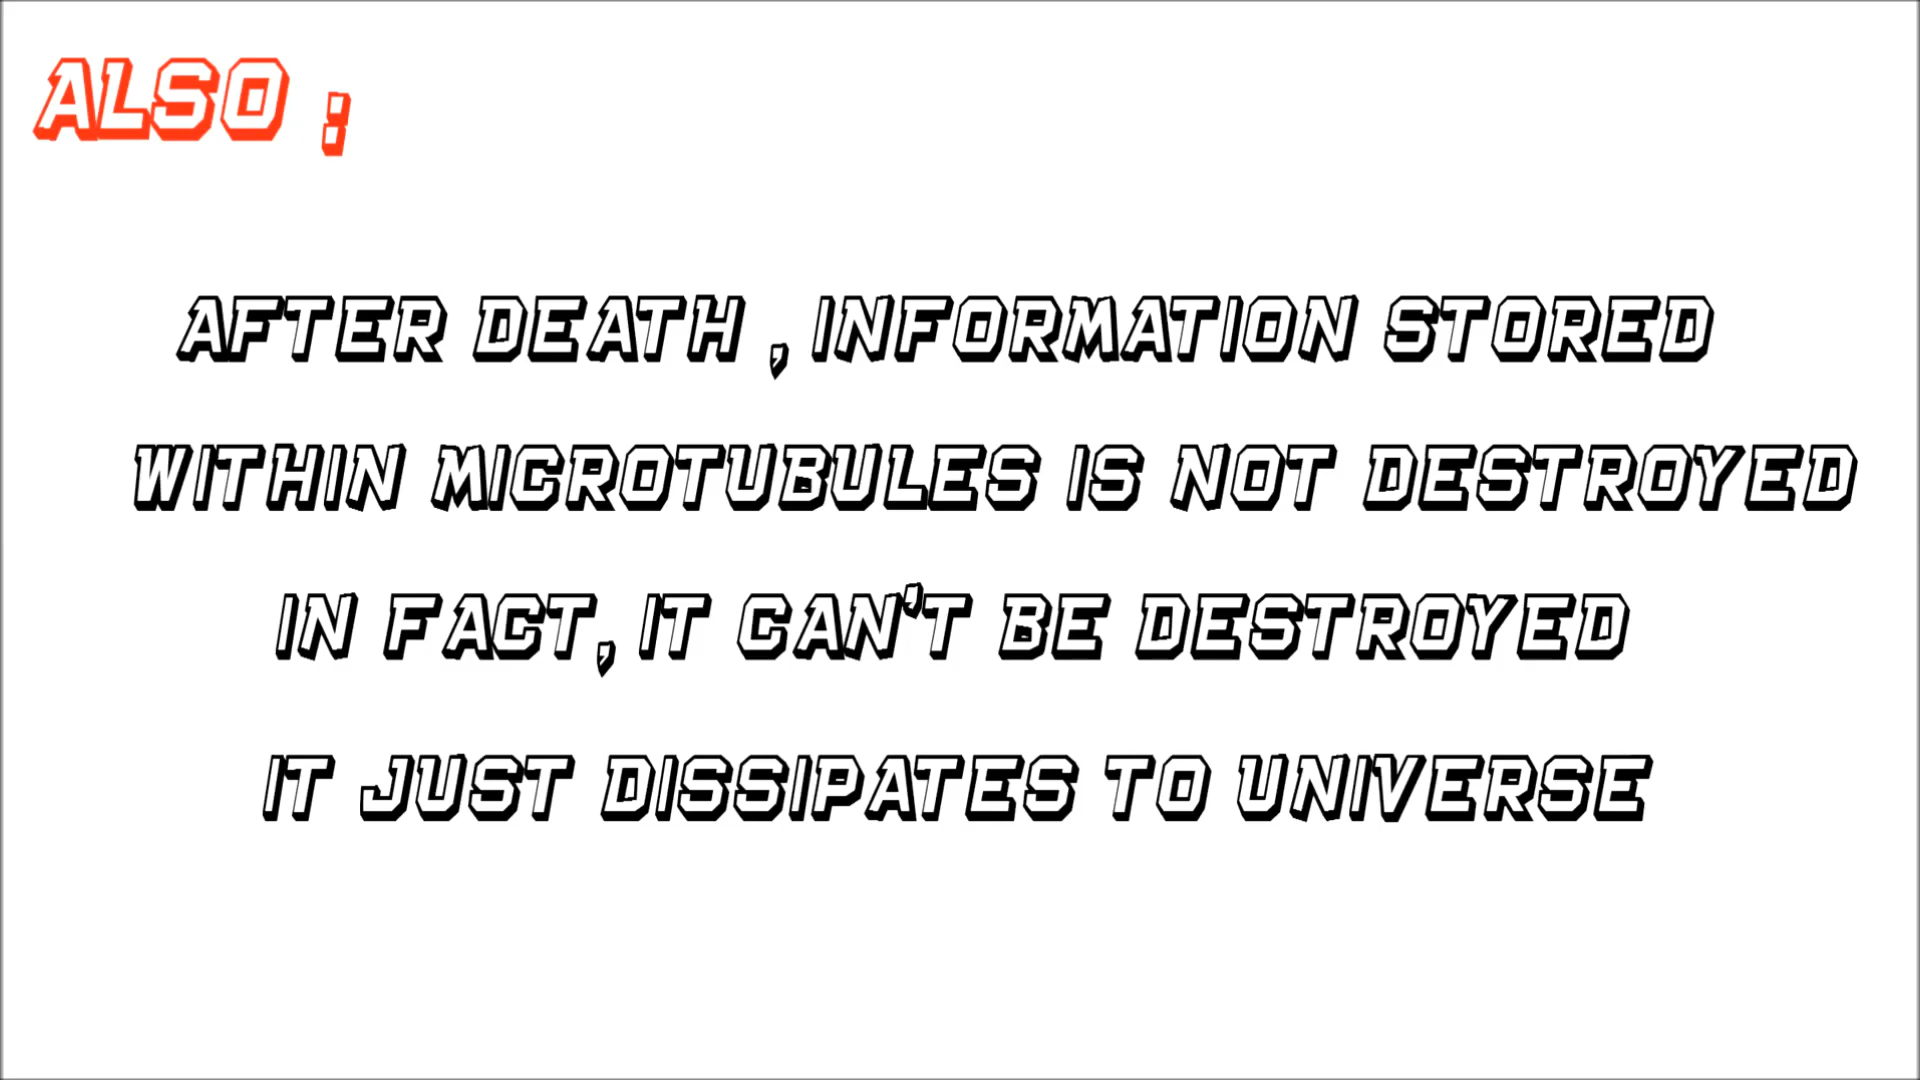 ALSO :
AFTER DEATH , INFORMATION STORED
WITHIN MICROTUBULES IS NOT DESTROYED
IN FACT, IT CAN'T BE DESTROYED
IT JUST DISSIPATES TO UNIVERSE